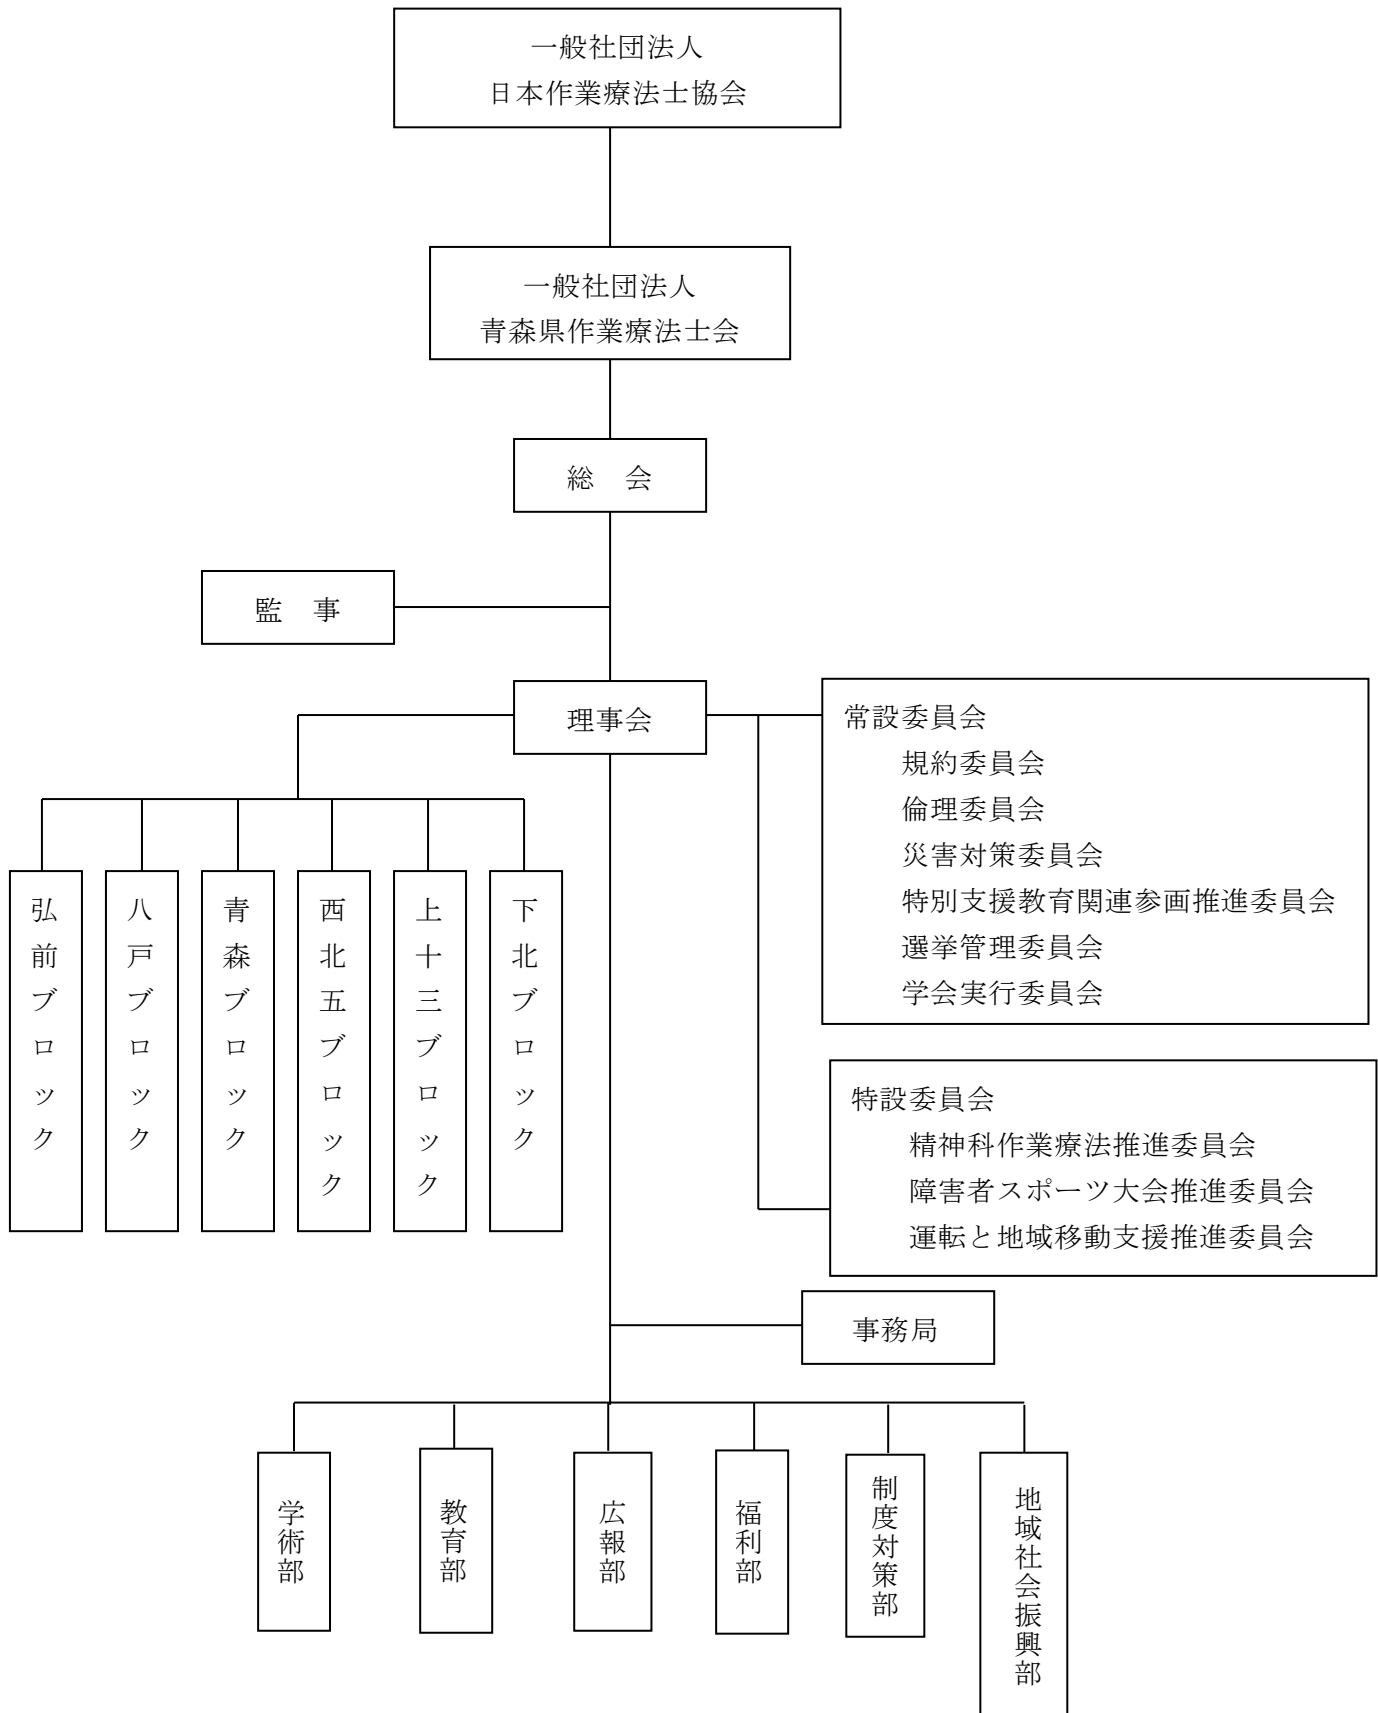 一般社団法人
日本作業療法士協会
一般社団法人
青森県作業療法士会
総　会
監　事
理事会
常設委員会
規約委員会
倫理委員会
災害対策委員会
特別支援教育関連参画推進委員会
選挙管理委員会
学会実行委員会
弘前ブロック
八戸ブロック
青森ブロック
西北五ブロック
上十三ブロック
下北ブロック
特設委員会
精神科作業療法推進委員会
障害者スポーツ大会推進委員会
運転と地域移動支援推進委員会
事務局
学術部
教育部
広報部
福利部
制度対策部
地域社会振興部